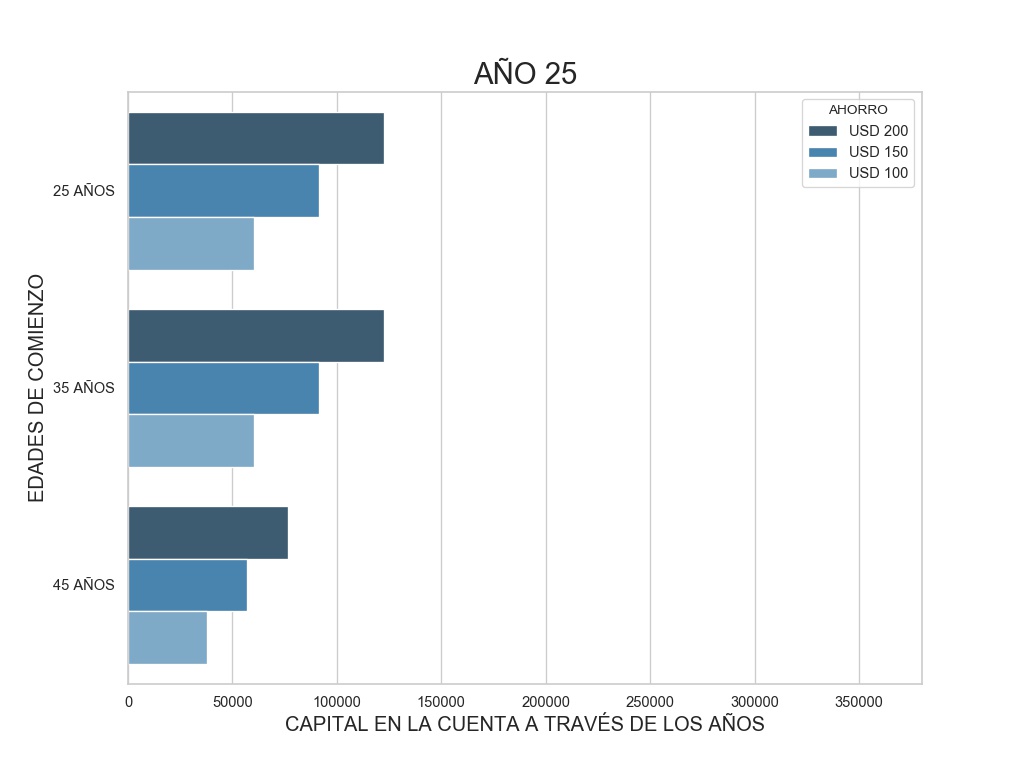 AÑO 25
AHORRO
USD 200
USD 150
USD 100
EDADES DE COMIENZO
25 AÑOS
35 AÑOS
45 AÑOS
0 50000 100000 150000 200000 250000 300000 350000
CAPITAL EN LA CUENTA A TRAVÉS DE LOS AÑOS